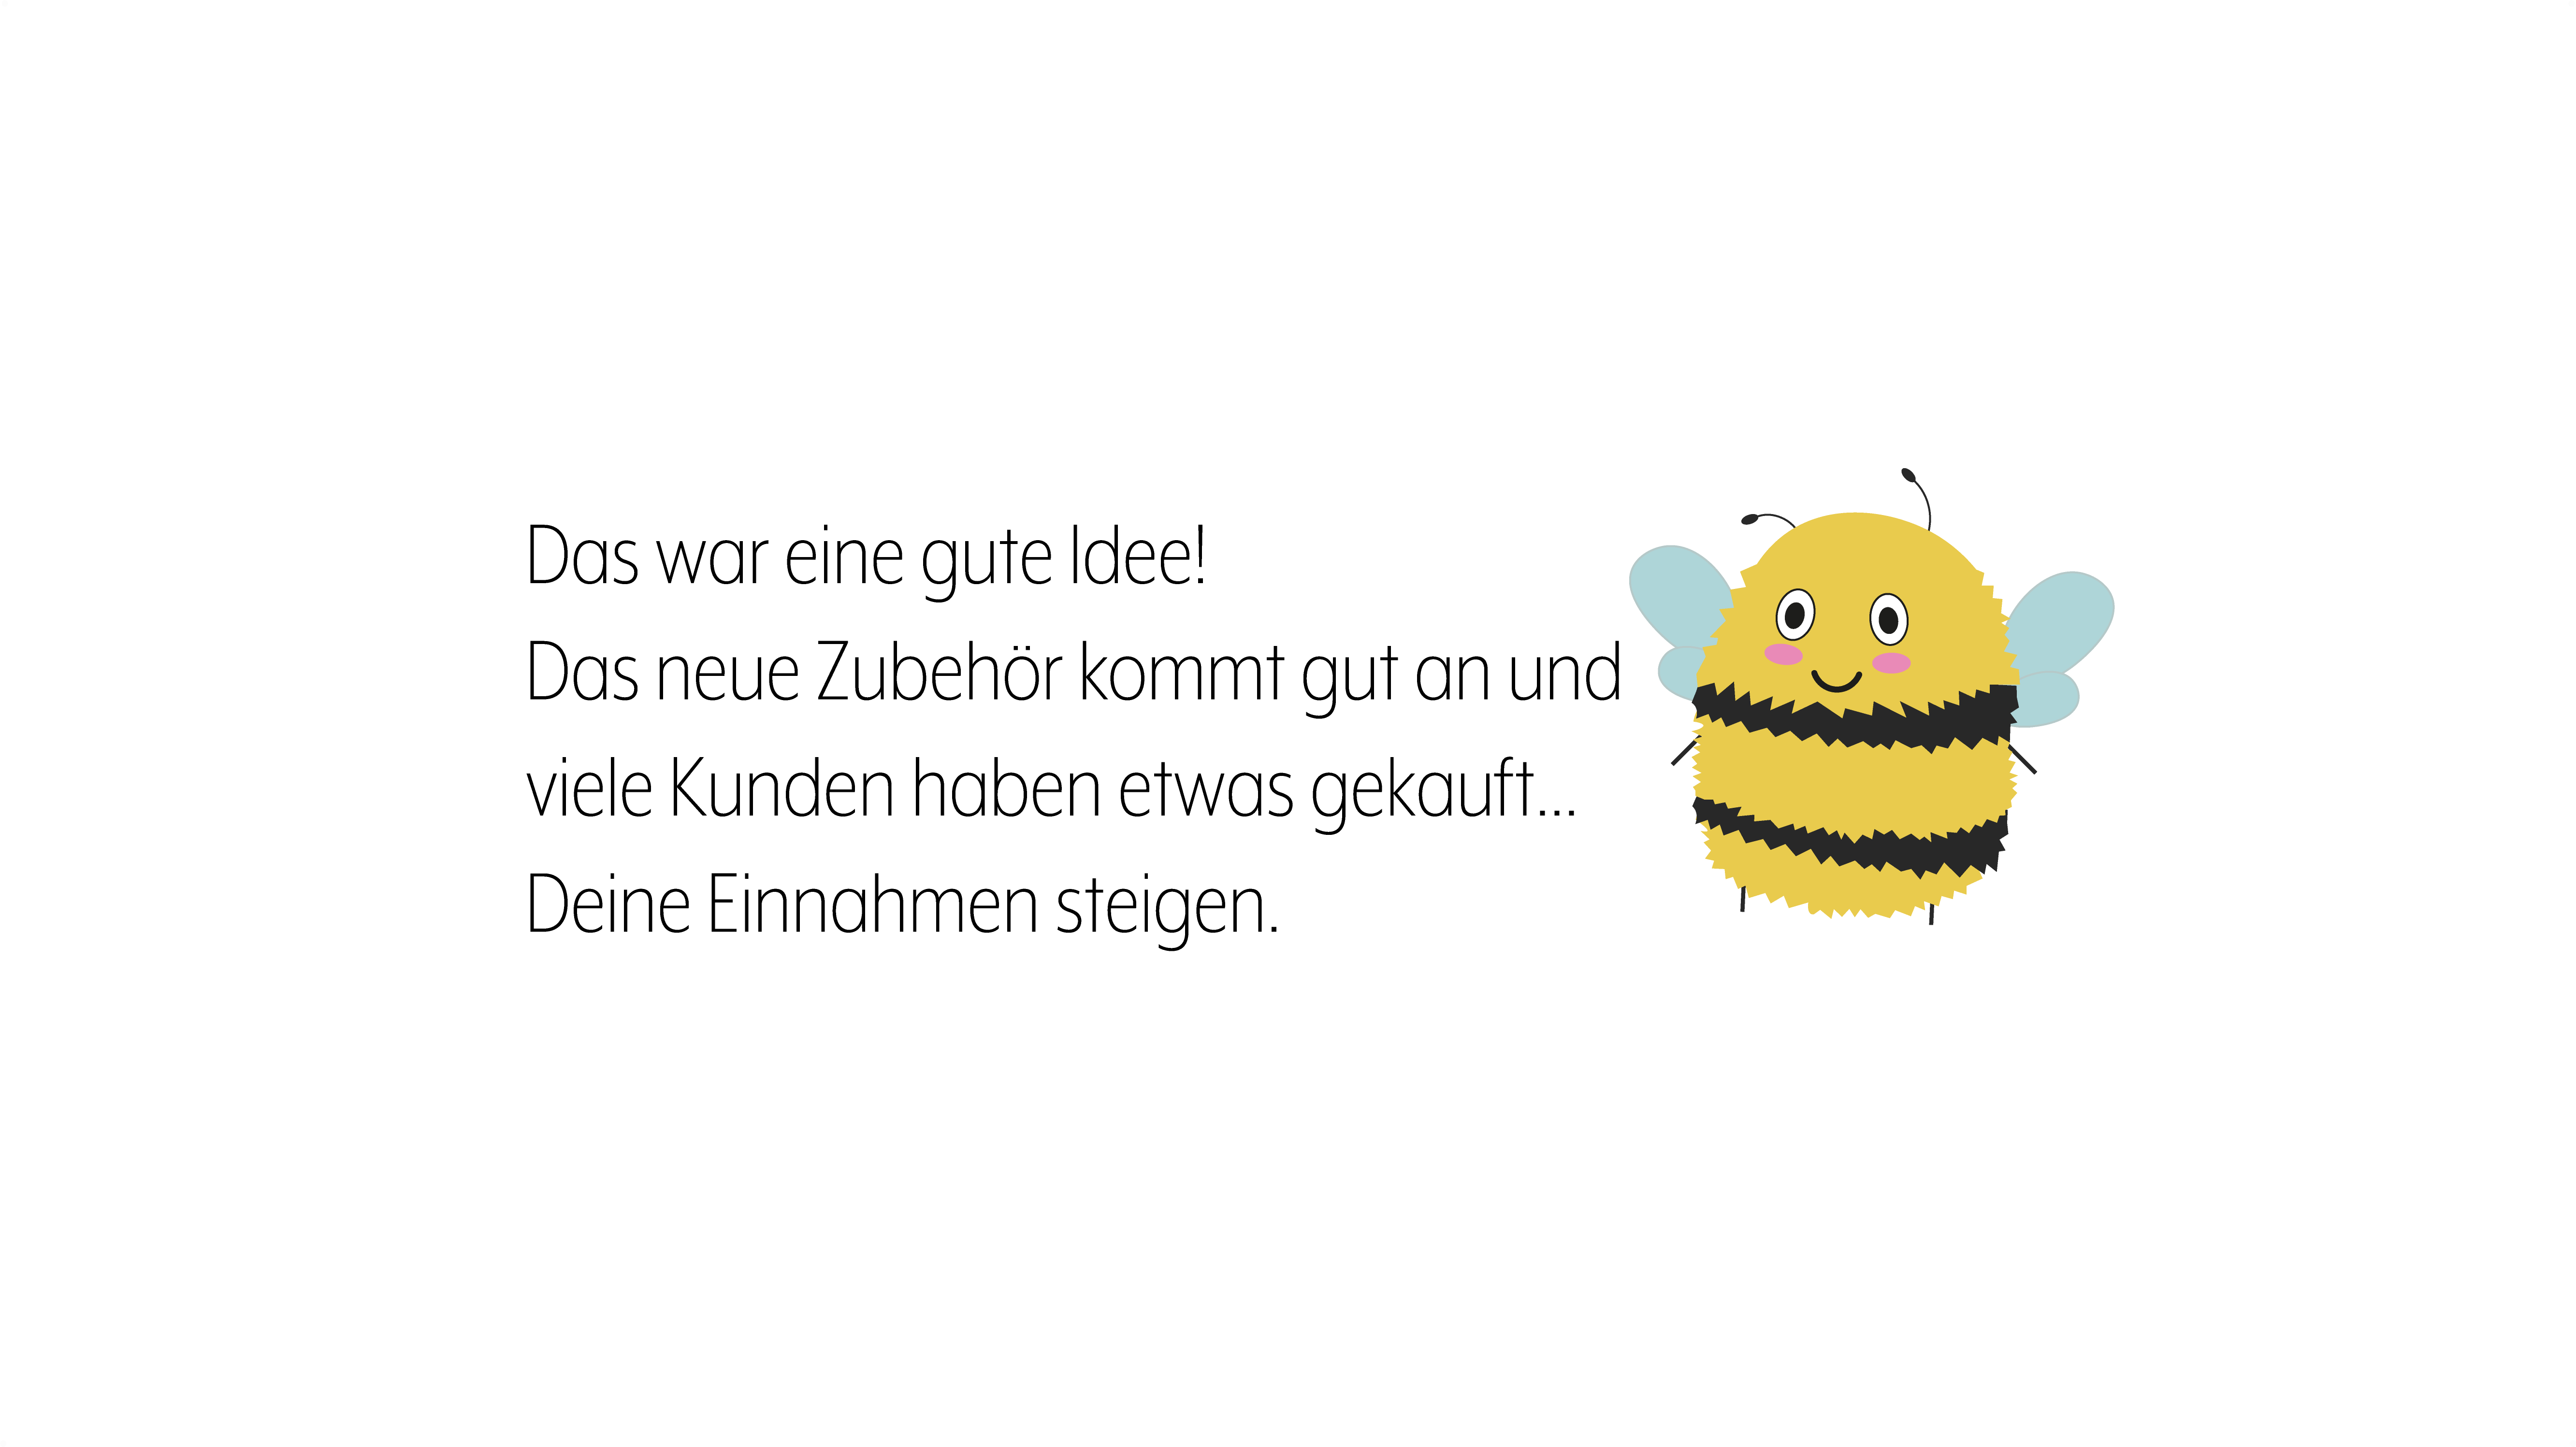 Das war eine gute Idee!
Das neue Zubehör kommt gut an und
viele Kunden haben etwas gekauft...
Deine Einnahmen steigen.